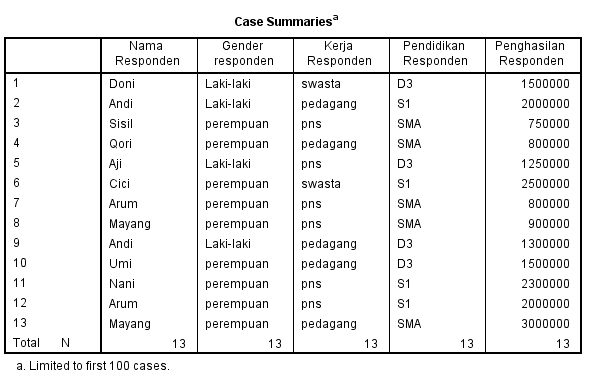 Case Summariesa
Nama Responden Gender responden Kerja Responden Pendidikan Responden Penghasilan Responden
1 Doni Laki-laki swasta D3 1500000
2 Andi Laki-laki pedagang S1 2000000
3 Sisil perempuan pns SMA 750000
4 Qori perempuan pedagang SMA 800000
5 Aji Laki-laki pns D3 1250000
6 Cici perempuan swasta S1 2500000
7 Arum perempuan pns SMA 800000
8 Mayang perempuan pns SMA 900000
9 Andi Laki-laki pedagang D3 1300000
10 Umi perempuan pedagang D3 1500000
11 Nani perempuan pns S1 2300000
12 Arum perempuan pns S1 2000000
13 Mayang perempuan pedagang SMA 3000000
Total N 13 13 13 13 13
a. Limited to first 100 cases.